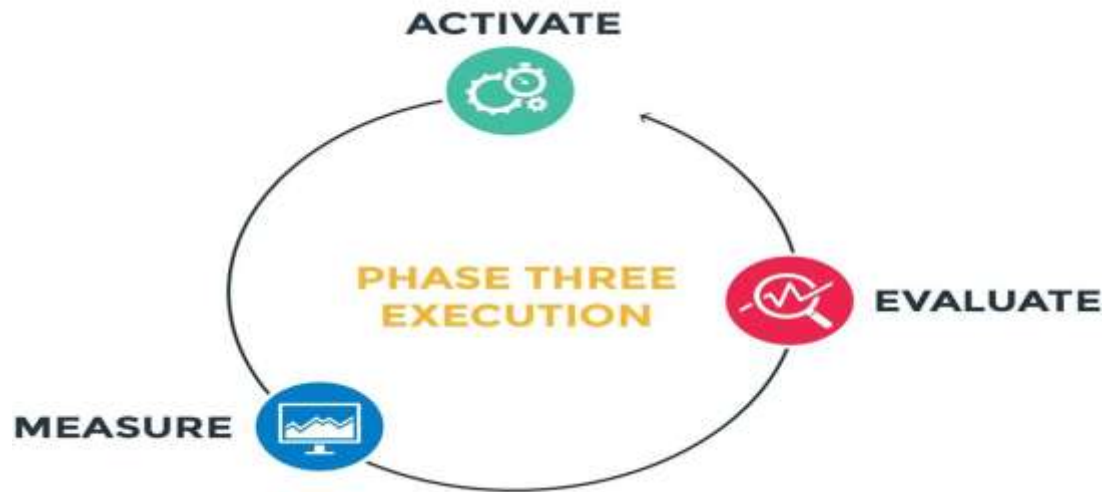 ACTIVATE
PHASE THREE
EXECUTION
EVALUATE
MEASURE